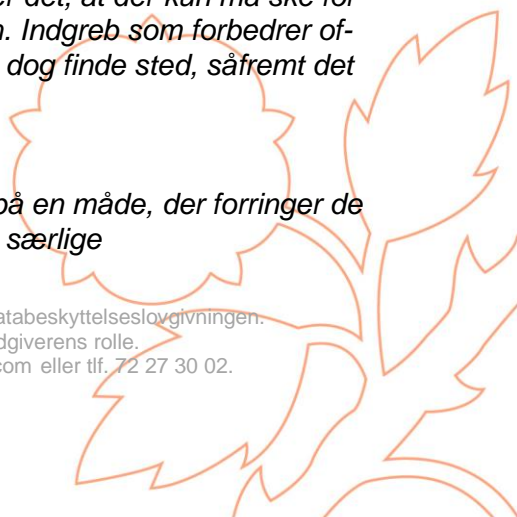 det, at der kun må ske for
n. Indgreb som forbedrer of-
dog finde sted, såfremt det
på en måde, der forringer de
særlige
atabeskyttelseslovgivningen.
dgiverens rolle.
com eller tlf. 72 27 30 02.